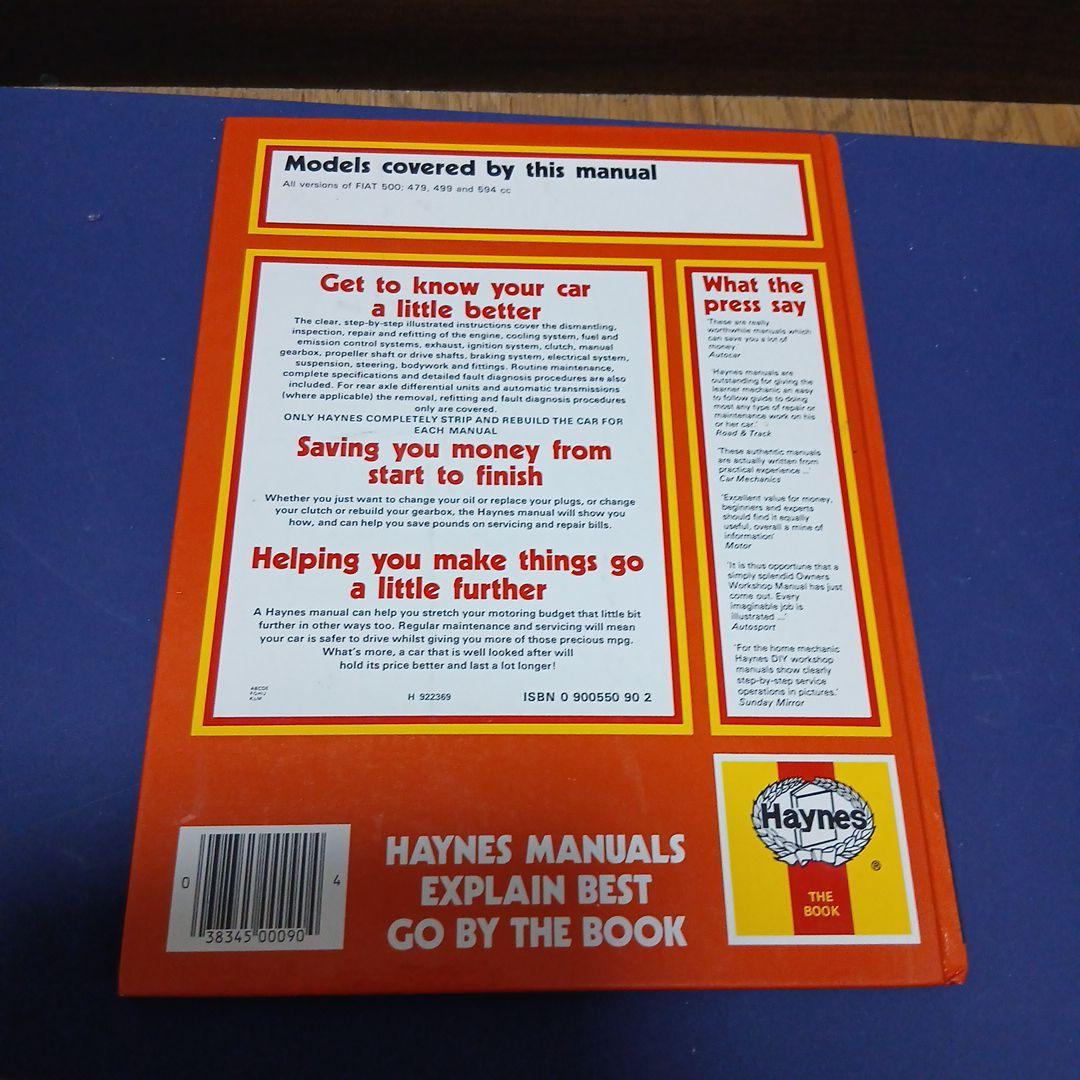 Models covered by this manual
All versions of FIAT 500; 479, 499 and 594 cc
Get to know your car
a little better
The clear, step-by-step illustrated instructions cover the dismantling,
inspection, repair and refitting of the engine, cooling system, fuel and
emission control systems, exhaust, ignition system, clutch, manual
gearbox, propeller shaft or drive shafts, braking system, electrical system,
suspension, steering, bodywork and fittings. Routine maintenance,
complete specifications and detailed fault diagnosis procedures are also
included. For rear axle differential units and automatic transmissions
(where applicable) the removal, refitting and fault diagnosis procedures
only are covered.
ONLY HAYNES COMPLETELY STRIP AND REBUILD THE CAR FOR
EACH MANUAL
Saving you money from
start to finish
Whether you just want to change your oil or replace your plugs, or change
your clutch or rebuild your gearbox, the Haynes manual will show you
how, and can help you save pounds on servicing and repair bills.
Helping you make things go
a little further
A Haynes manual can help you stretch your motoring budget that little bit
further in other ways too. Regular maintenance and servicing will mean
your car is safer to drive whilst giving you more of those precious mpg.
What's more, a car that is well looked after will
hold its price better and last a lot longer!
ABCDE
FGHIJ
KLM
H 922369
ISBN 0 900550 90 2
What the
press say
'These are really
worthwhile manuals which
can save you a lot of
money.'
Autocar
'Haynes manuals are
outstanding for giving the
learner mechanic an easy
to follow guide to doing
most any type of repair or
maintenance work on his
or her car.'
Road & Track
'These authentic manuals
are actually written from
practical experience ...'
Car Mechanics
'Excellent value for money,
beginners and experts
should find it equally
useful, overall a mine of
information'
Motor
'It is thus opportune that a
simply splendid Owners
Workshop Manual has just
come out. Every
imaginable job is
illustrated ...'
Autosport
'For the home mechanic
Haynes DIY workshop
manuals show clearly
step-by-step service
operations in pictures.'
Sunday Mirror
0 38345 00090 4
HAYNES MANUALS
EXPLAIN BEST
GO BY THE BOOK
Haynes
®
THE
BOOK